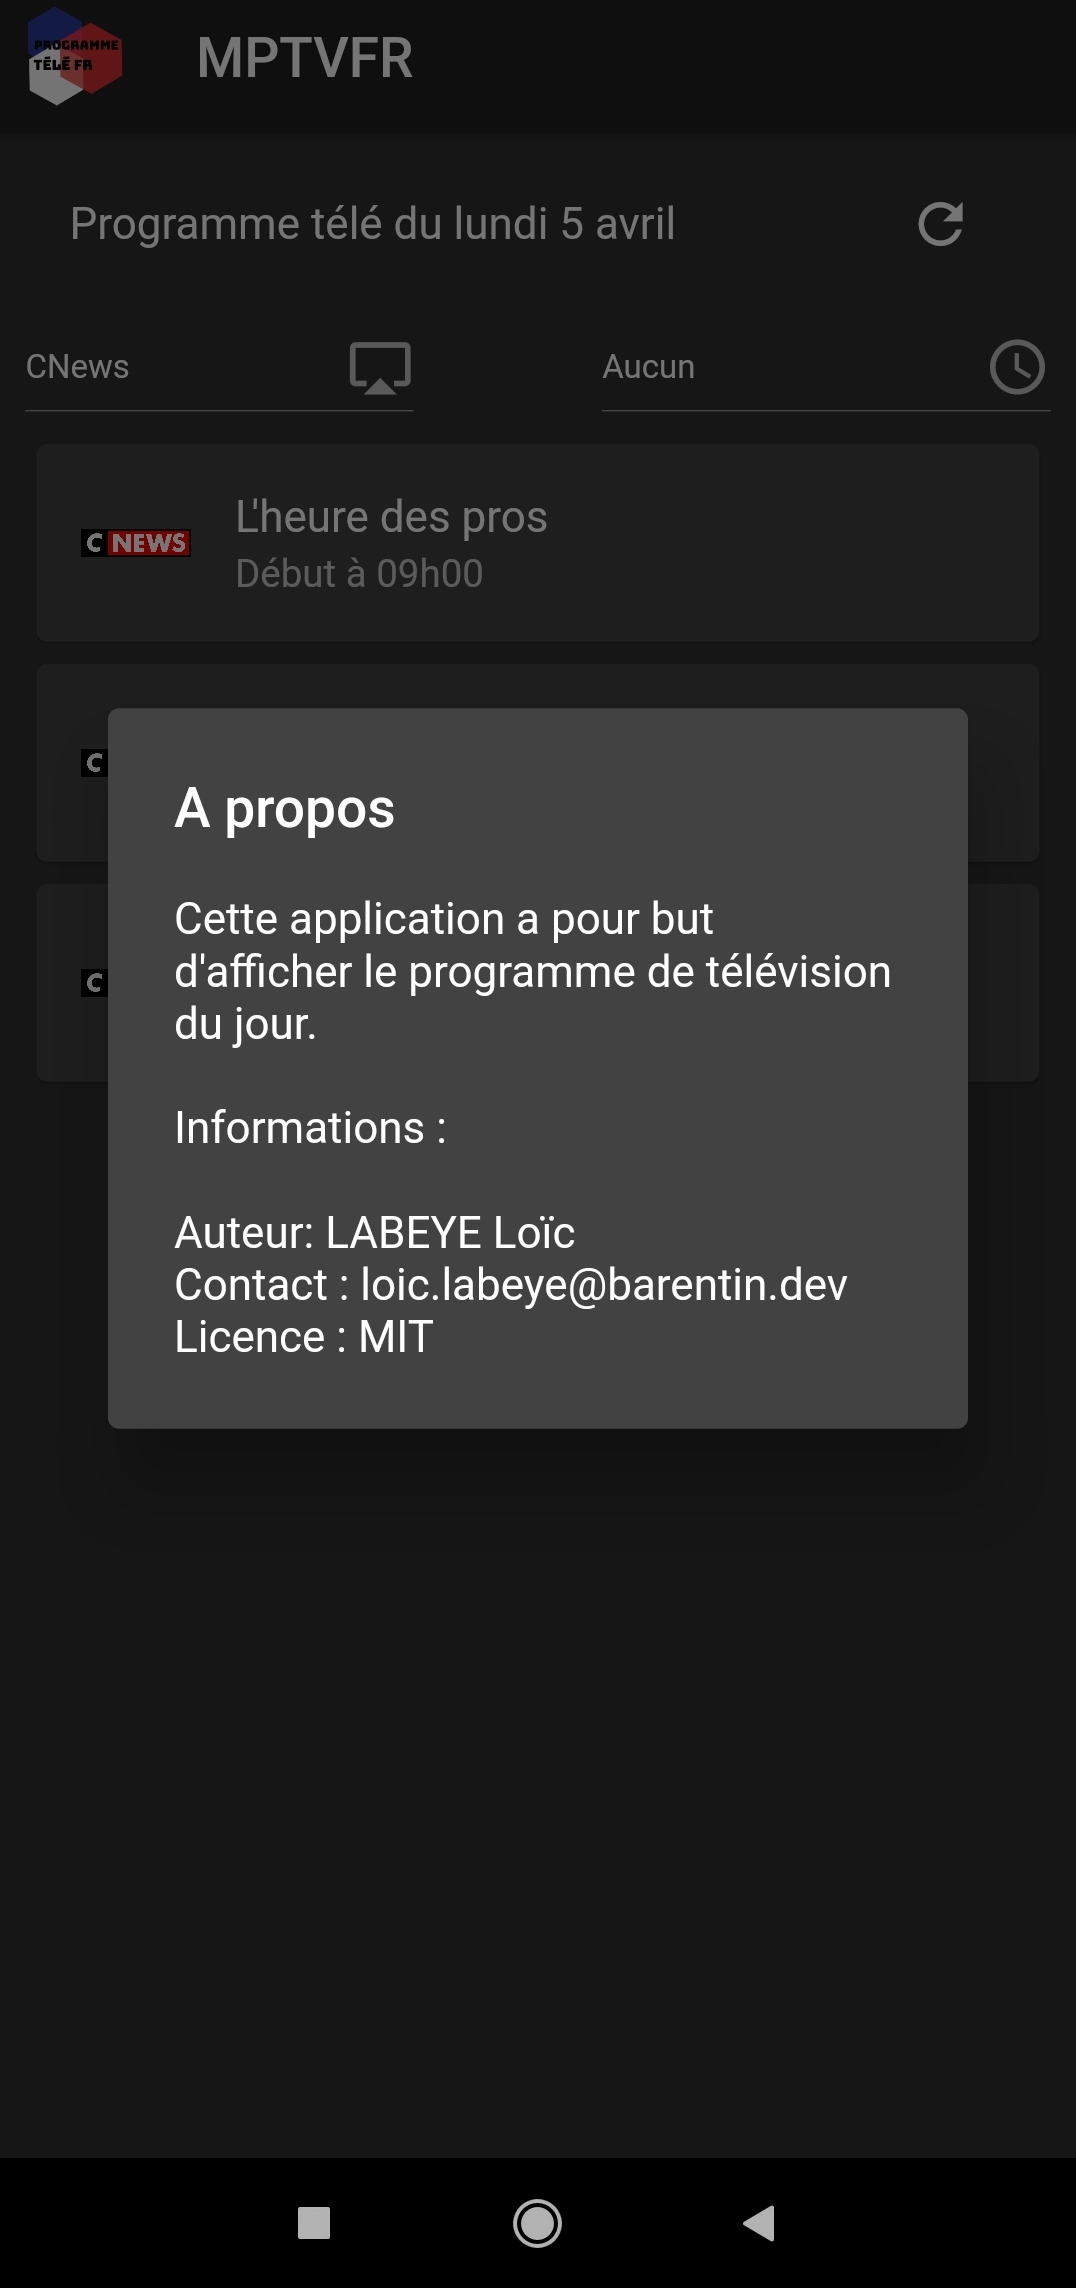 PROGRAMME
TÉLÉ FR
MPTVFR
Programme télé du lundi 5 avril
CNews
Aucun
C NEWS
L'heure des pros
Début à 09h00
C
C
A propos
Cette application a pour but
d'afficher le programme de télévision
du jour.
Informations :
Auteur: LABEYE Loïc
Contact : loic.labeye@barentin.dev
Licence : MIT